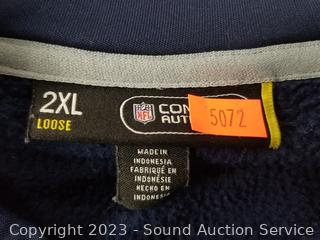 2XL
LOOSE
NFL
CON
AUT
5072
MADE IN
INDONESIA
FABRIQUÉ EN
INDONÉSIE
HECHO EN
INDONESIA
Copyright 2023 - Sound Auction Service